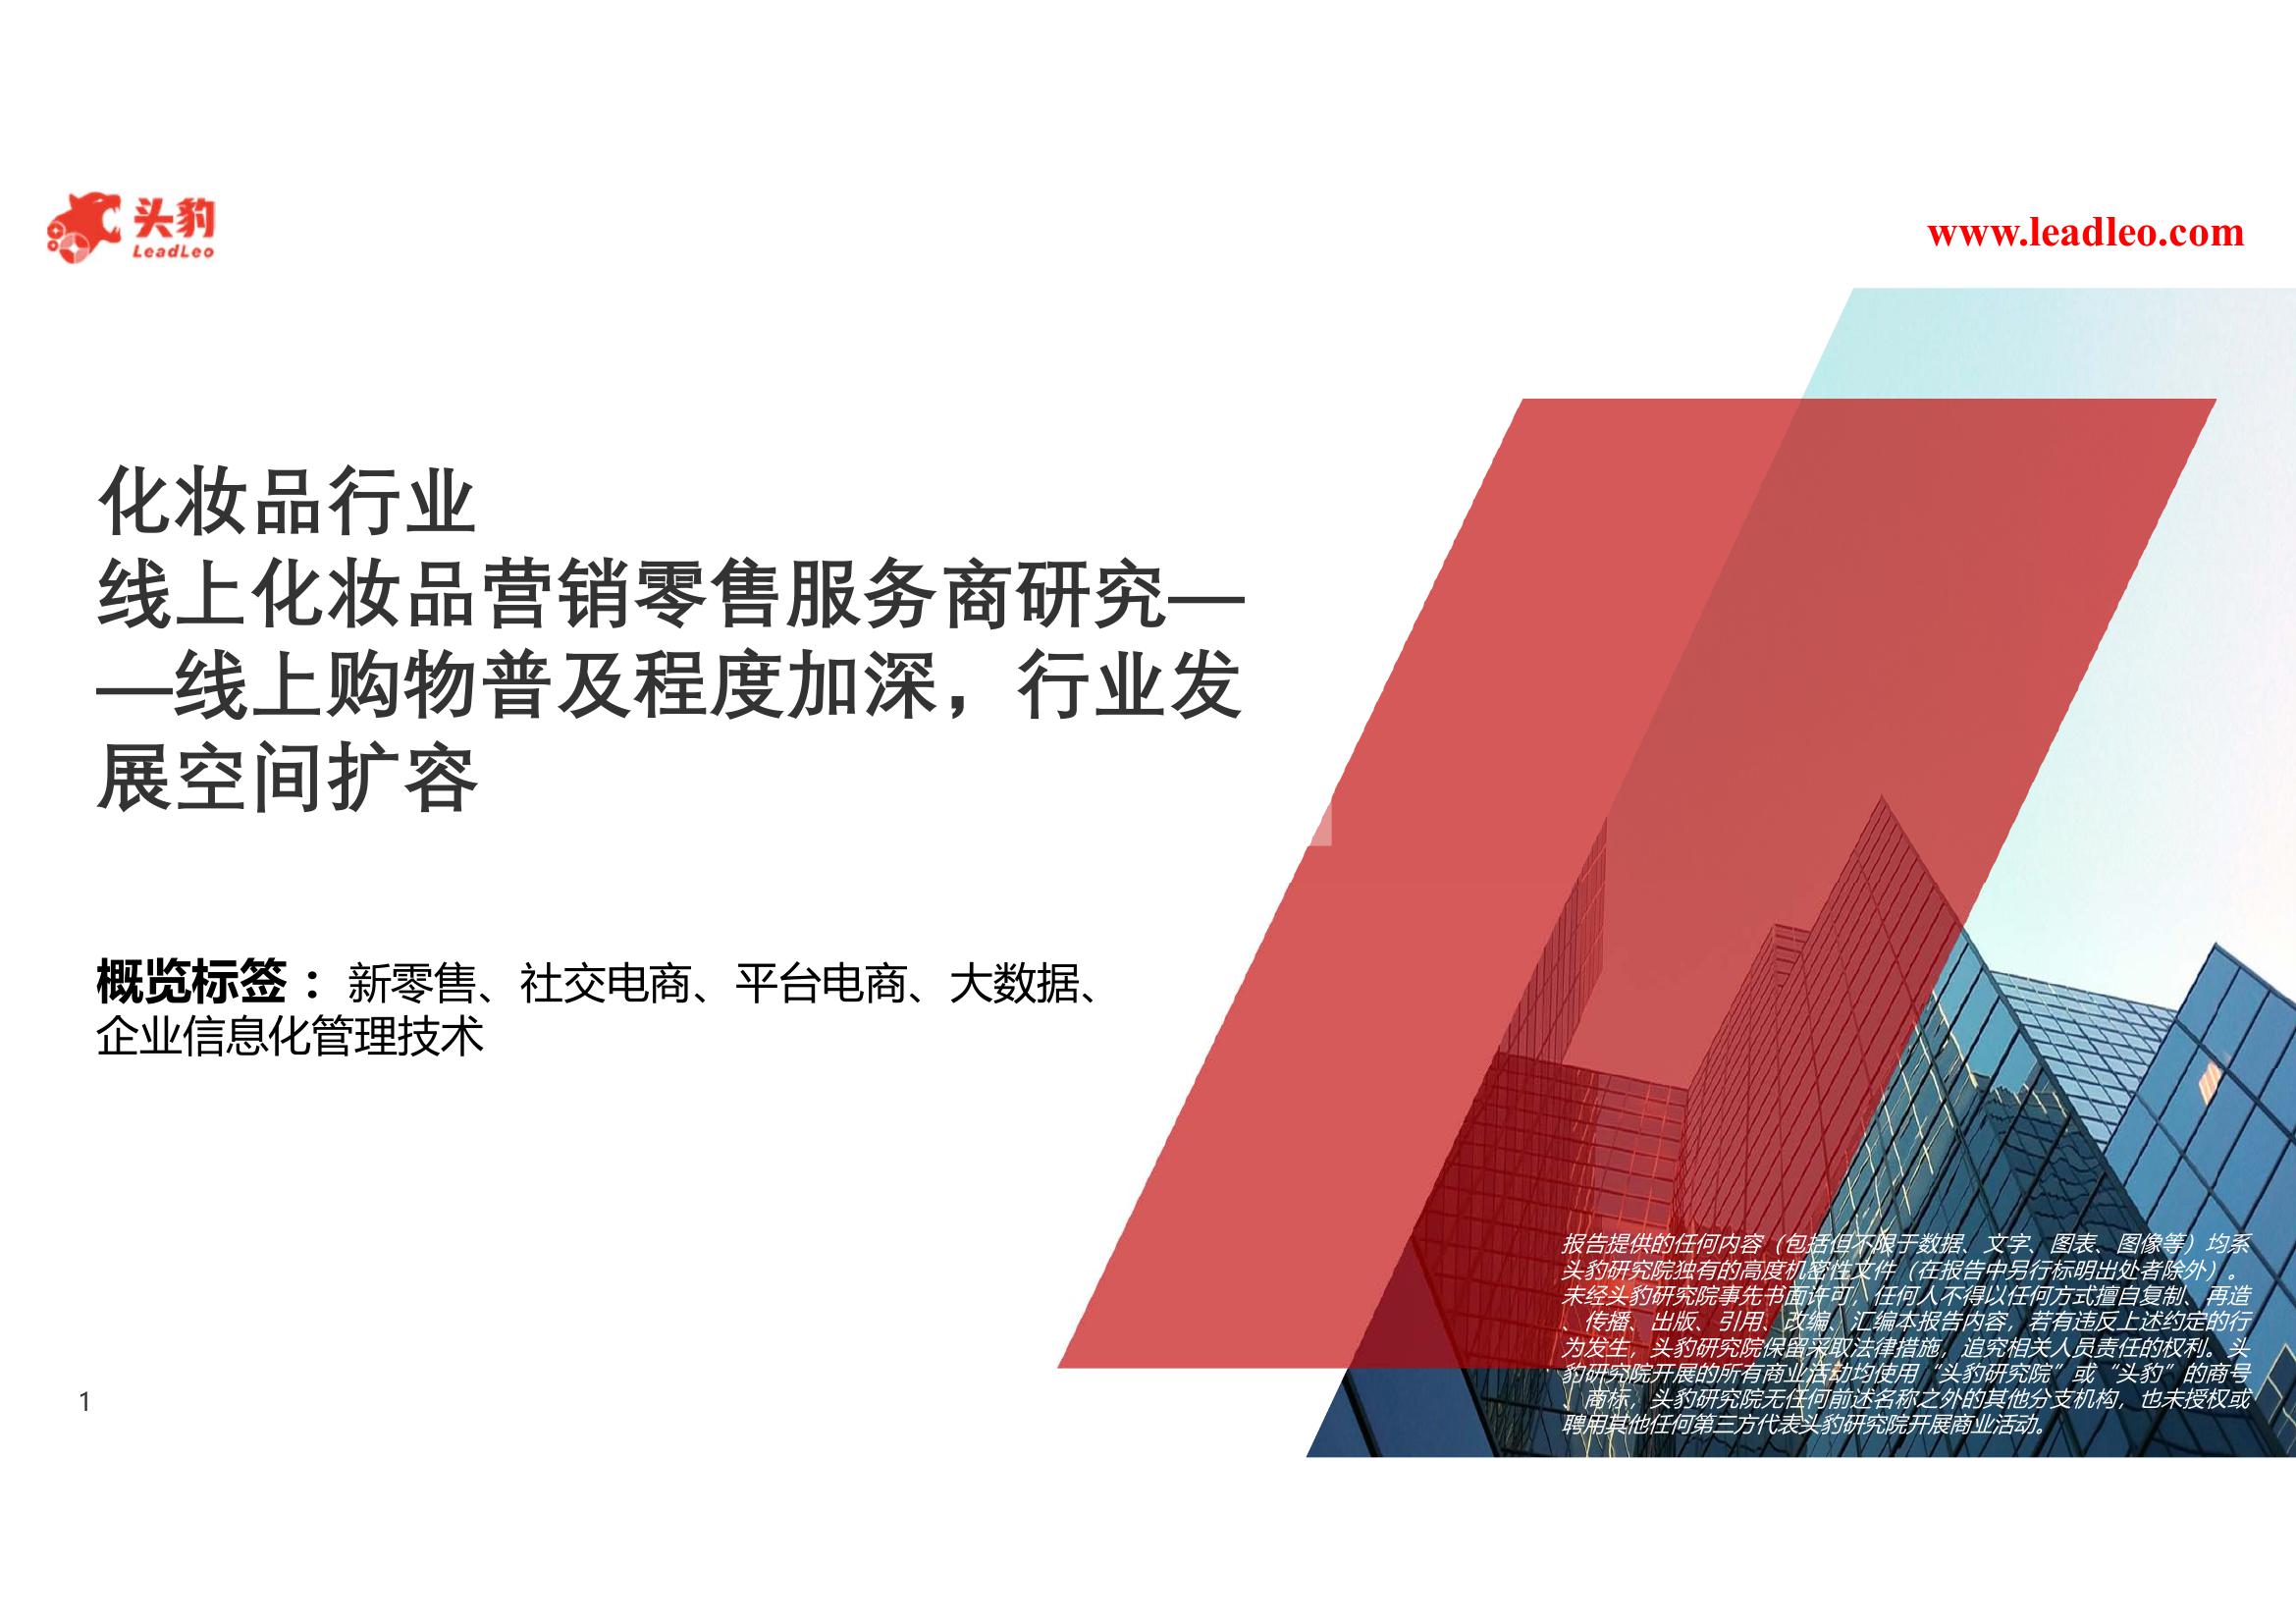 头豹
LeadLeo
www.leadleo.com
化妆品行业
线上化妆品营销零售服务商研究—
—线上购物普及程度加深，行业发
展空间扩容
概览标签： 新零售、社交电商、平台电商、大数据、
企业信息化管理技术
报告提供的任何内容（包括但不限于数据、文字、图表、图像等）均系
头豹研究院独有的高度机密性文件（在报告中另行标明出处者除外）。
未经头豹研究院事先书面许可，任何人不得以任何方式擅自复制、再造
、传播、出版、引用、改编、汇编本报告内容，若有违反上述约定的行
为发生，头豹研究院保留采取法律措施，追究相关人员责任的权利。头
豹研究院开展的所有商业活动均使用“头豹研究院”或“头豹”的商号
、商标，头豹研究院无任何前述名称之外的其他分支机构，也未授权或
聘用其他任何第三方代表头豹研究院开展商业活动。
1